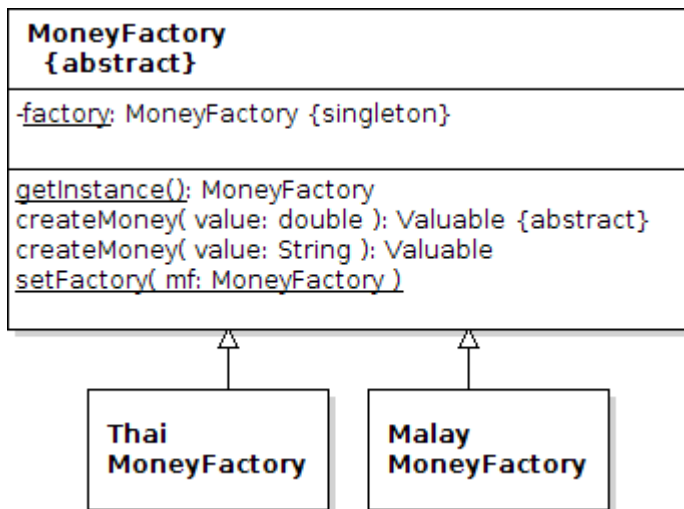 MoneyFactory
{abstract}
-factory: MoneyFactory {singleton}
getInstance(): MoneyFactory
createMoney( value: double ): Valuable {abstract}
createMoney( value: String ): Valuable
setFactory( mf: MoneyFactory )
Thai
MoneyFactory
Malay
MoneyFactory